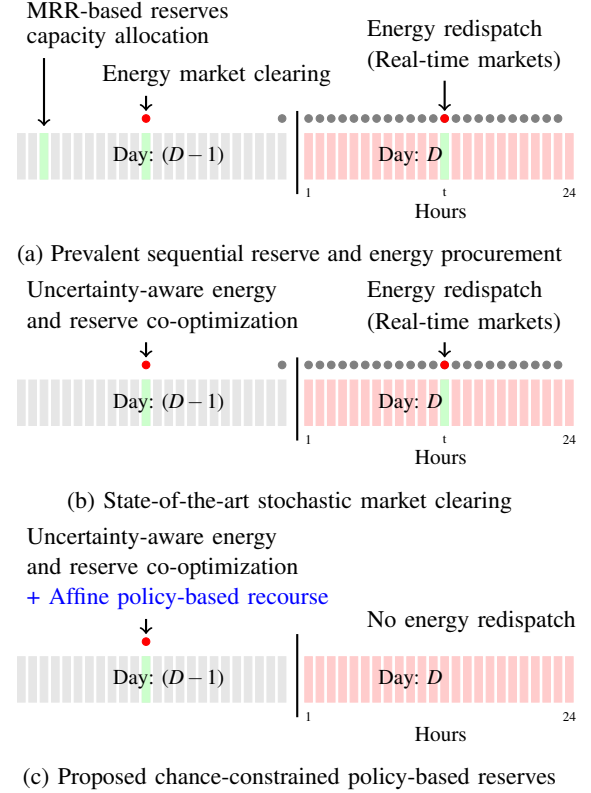 MRR-based reserves
capacity allocation
Energy market clearing
Energy redispatch
(Real-time markets)
Day: (D − 1)
Day: D
1
t
24
Hours
(a) Prevalent sequential reserve and energy procurement
Uncertainty-aware energy
and reserve co-optimization
Energy redispatch
(Real-time markets)
Day: (D − 1)
Day: D
1
t
24
Hours
(b) State-of-the-art stochastic market clearing
Uncertainty-aware energy
and reserve co-optimization
+ Affine policy-based recourse
No energy redispatch
Day: (D − 1)
Day: D
1
24
Hours
(c) Proposed chance-constrained policy-based reserves